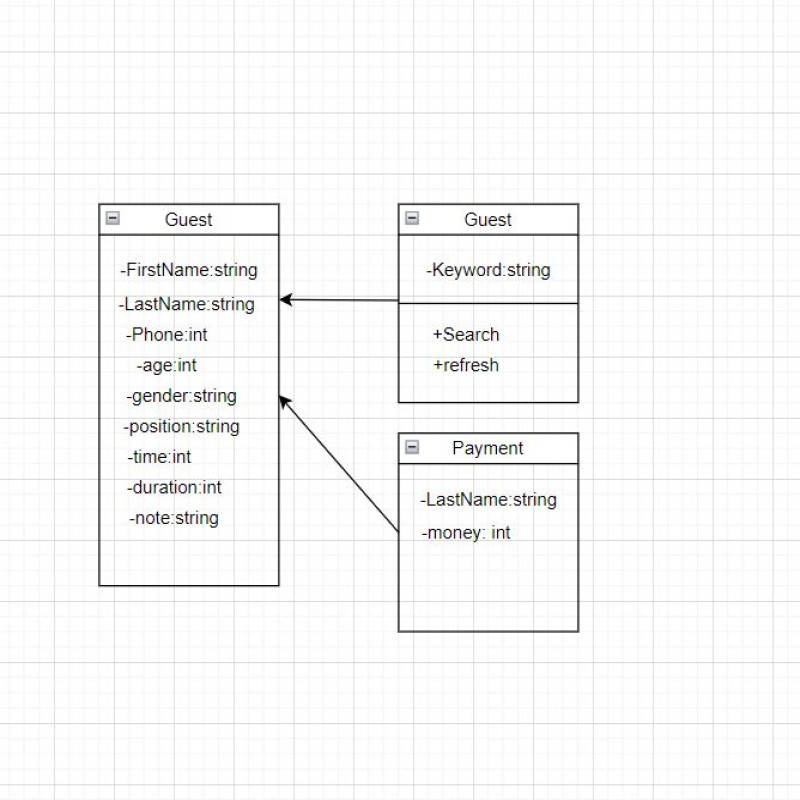 Guest
-FirstName:string
-LastName:string
-Phone:int
-age:int
-gender:string
-position:string
-time:int
-duration:int
-note:string
Guest
-Keyword:string
+Search
+refresh
Payment
-LastName:string
-money: int